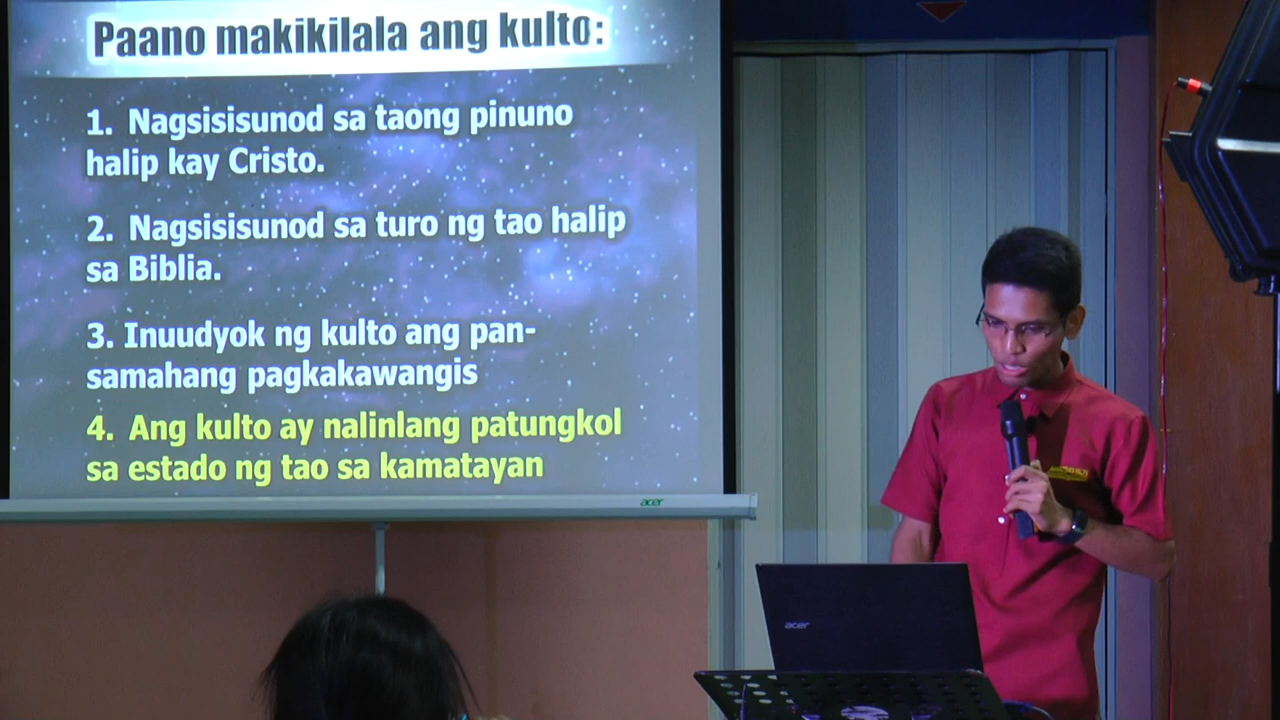 Paano makikilala ang kulto:
1. Nagsisisunod sa taong pinuno
halip kay Cristo.
2. Nagsisisunod sa turo ng tao halip
sa Biblia.
3. Inuudyok ng kulto ang pan-
samahang pagkakawangis
4. Ang kulto ay nalinlang patungkol
sa estado ng tao sa kamatayan
acer
acer